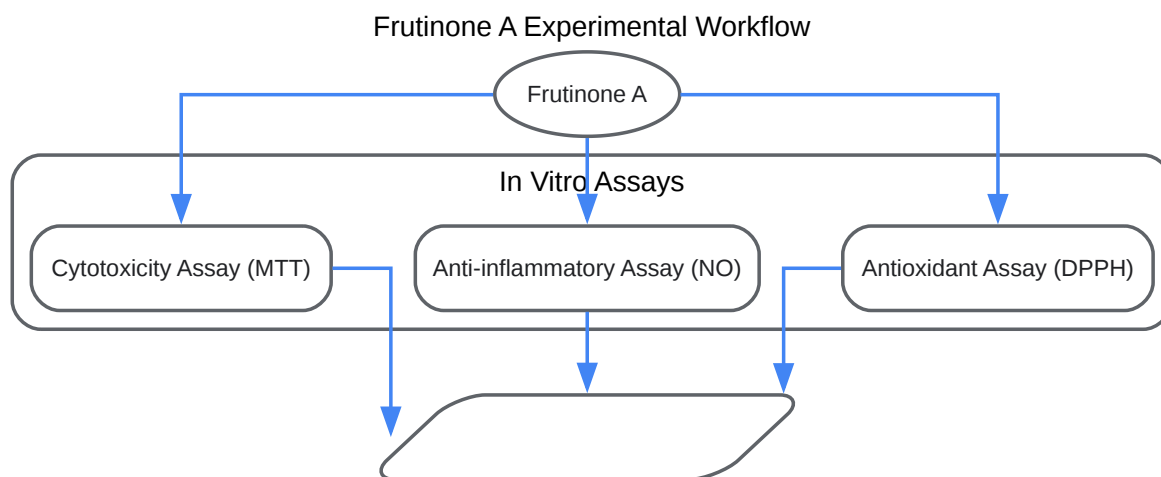 Frutinone A Experimental Workflow
Frutinone A
In Vitro Assays
Cytotoxicity Assay (MTT)
Anti-inflammatory Assay (NO)
Antioxidant Assay (DPPH)